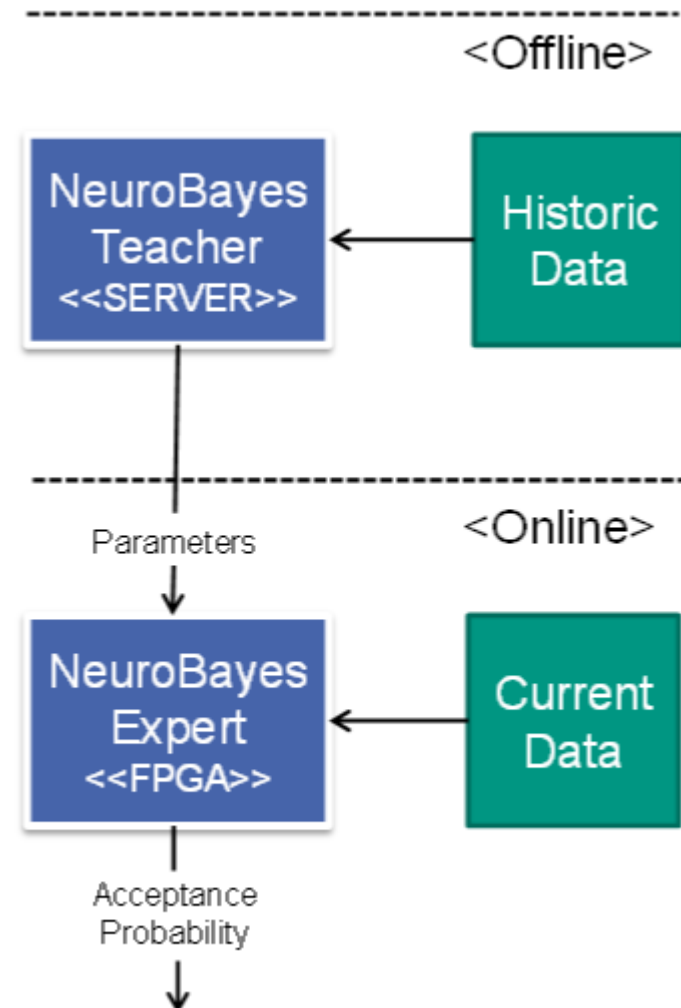 <Offline>
NeuroBayes
Teacher
<<SERVER>>
Historic
Data
<Online>
Parameters
NeuroBayes
Expert
<<FPGA>>
Current
Data
Acceptance
Probability